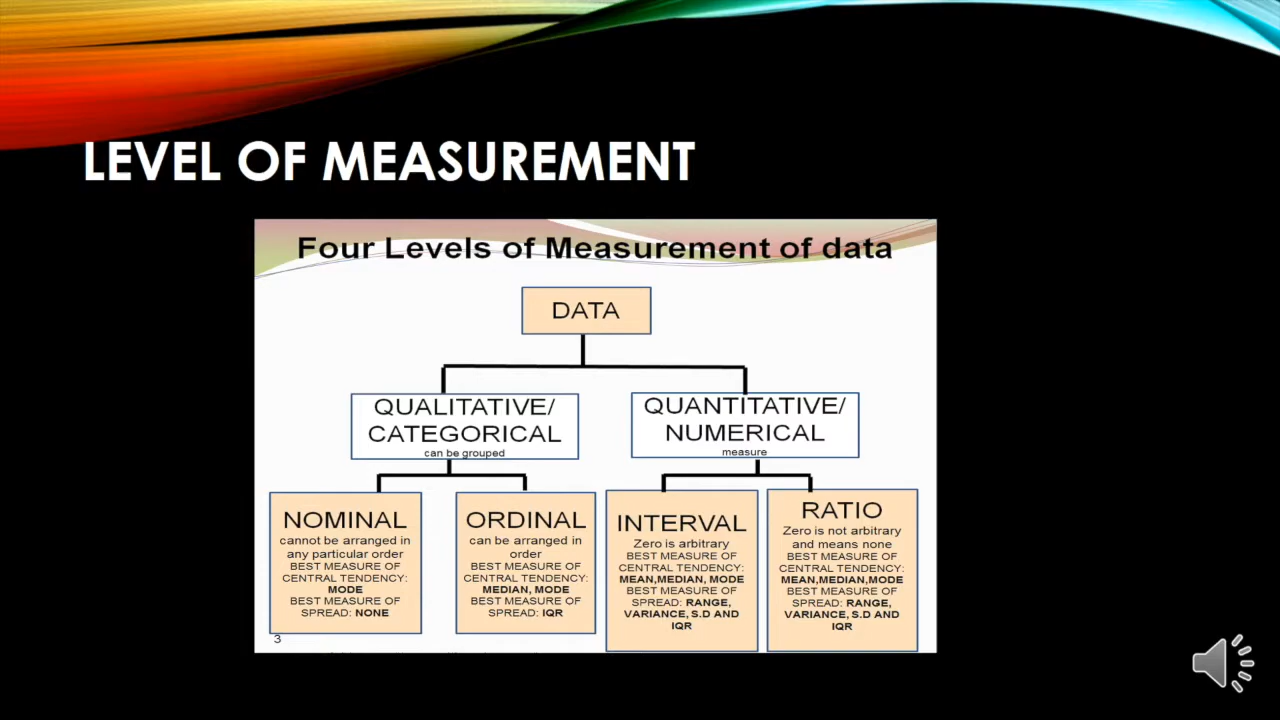 LEVEL OF MEASUREMENT
Four Levels of Measurement of data
DATA
QUALITATIVE/
CATEGORICAL
can be grouped
QUANTITATIVE/
NUMERICAL
measure
NOMINAL
cannot be arranged in
any particular order
BEST MEASURE OF
CENTRAL TENDENCY:
MODE
BEST MEASURE OF
SPREAD: NONE
ORDINAL
can be arranged in
order
BEST MEASURE OF
CENTRAL TENDENCY:
MEDIAN, MODE
BEST MEASURE OF
SPREAD: IQR
INTERVAL
Zero is arbitrary
BEST MEASURE OF
CENTRAL TENDENCY:
MEAN,MEDIAN, MODE
BEST MEASURE OF
SPREAD: RANGE,
VARIANCE, S.D AND
IQR
RATIO
Zero is not arbitrary
and means none
BEST MEASURE OF
CENTRAL TENDENCY:
MEAN,MEDIAN,MODE
BEST MEASURE OF
SPREAD: RANGE,
VARIANCE, S.D AND
IQR
3